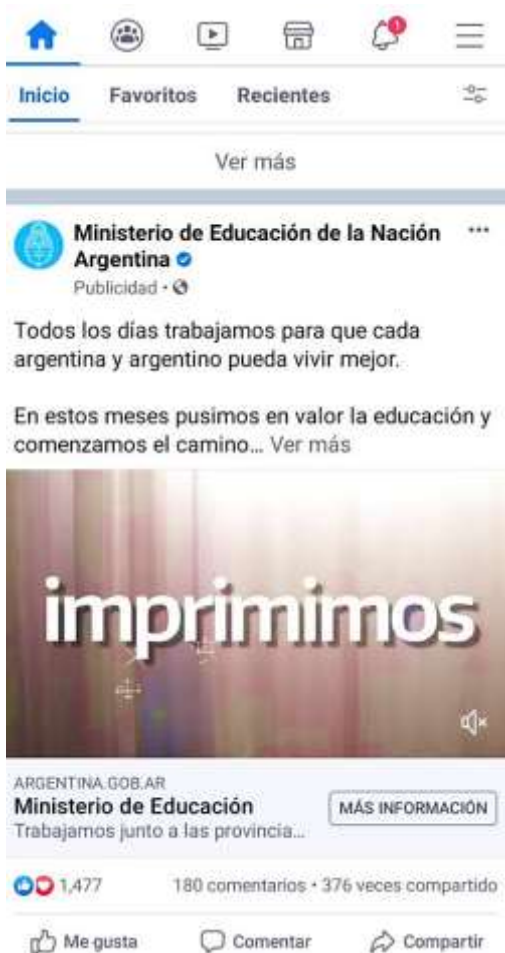 1
Inicio Favoritos Recientes
Ver más
Ministerio de Educación de la Nación
Argentina
Publicidad •
Todos los días trabajamos para que cada
argentina y argentino pueda vivir mejor.
En estos meses pusimos en valor la educación y
comenzamos el camino... Ver más
imprimimos
ARGENTINA.GOB.AR
Ministerio de Educación
Trabajamos junto a las provincia...
MÁS INFORMACIÓN
1,477 180 comentarios • 376 veces compartido
Me gusta Comentar Compartir